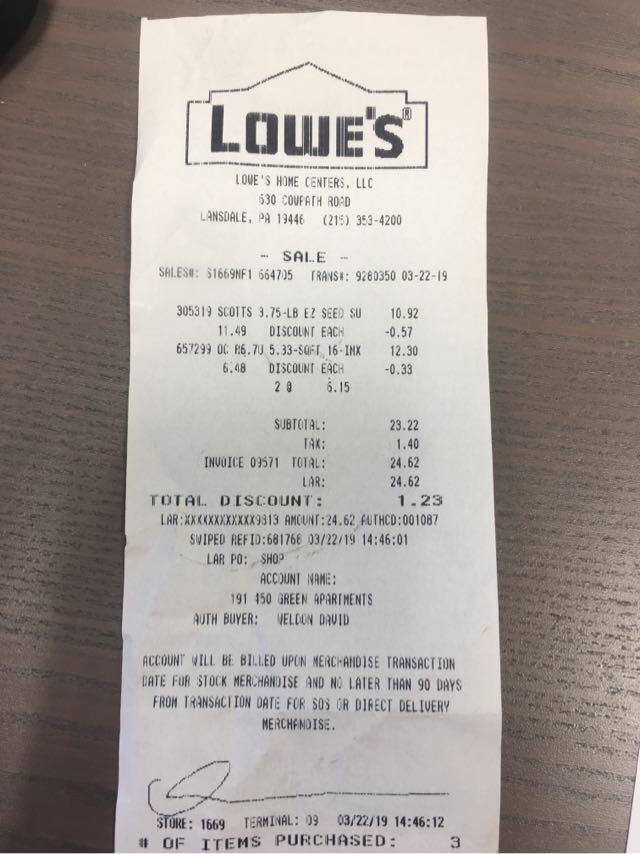 LOWE'S®
LOWE'S HOME CENTERS, LLC
630 COWPATH ROAD
LANSDALE, PA 19446 (215) 353-4200
- SALE -
SALES#: S1669NF1 664705 TRANS#: 9280350 03-22-19
305319 SCOTTS 3.75-LB EZ SEED SU 10.92
11.49 DISCOUNT EACH -0.57
657299 OC R6.7U 5.33-SQFT 16-INX 12.30
6.48 DISCOUNT EACH -0.33
2 @ 6.15
SUBTOTAL: 23.22
TAX: 1.40
INVOICE 09571 TOTAL: 24.62
LAR: 24.62
TOTAL DISCOUNT: 1.23
LAR:XXXXXXXXXXXX9313 AMOUNT:24.62 AUTHCD:001087
SWIPED REFID:681768 03/22/19 14:46:01
LAR PO: SHOP
ACCOUNT NAME:
191 450 GREEN APARTMENTS
AUTH BUYER: WELDON DAVID
ACCOUNT WILL BE BILLED UPON MERCHANDISE TRANSACTION
DATE FOR STOCK MERCHANDISE AND NO LATER THAN 90 DAYS
FROM TRANSACTION DATE FOR SOS OR DIRECT DELIVERY
MERCHANDISE.
STORE: 1669 TERMINAL: 09 03/22/19 14:46:12
# OF ITEMS PURCHASED: 3